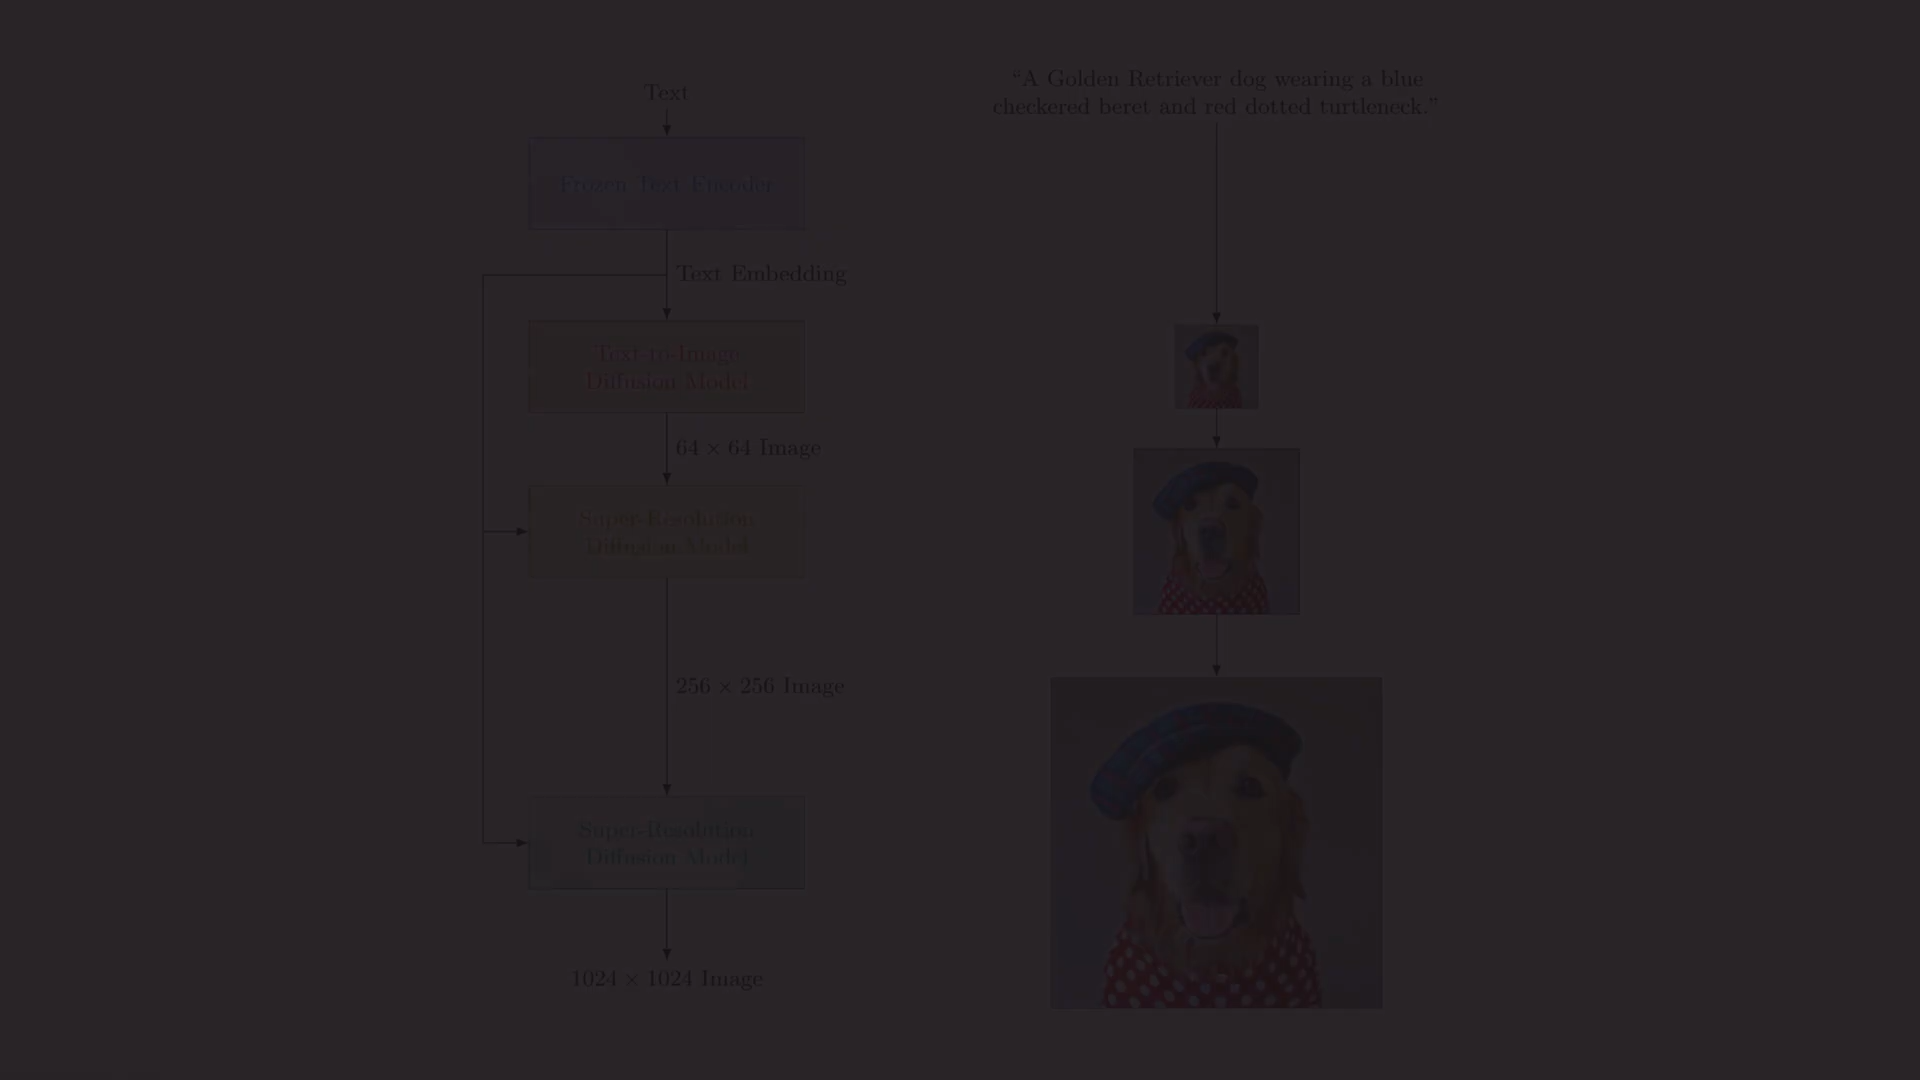 Text
Frozen Text Encoder
Text Embedding
Text-to-Image
Diffusion Model
64 × 64 Image
Super-Resolution
Diffusion Model
256 × 256 Image
Super-Resolution
Diffusion Model
1024 × 1024 Image
“A Golden Retriever dog wearing a blue
checkered beret and red dotted turtleneck.”